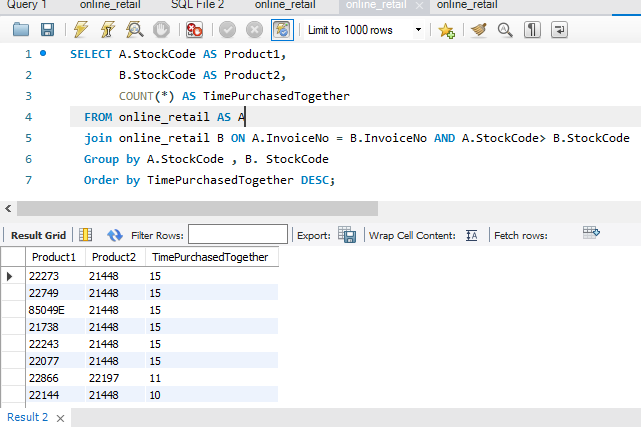 Query 1 online_retail SQL File 2 online_retail online_retail online_retail
Limit to 1000 rows
1 SELECT A.StockCode AS Product1,
2 B.StockCode AS Product2,
3 COUNT(*) AS TimePurchasedTogether
4 FROM online_retail AS A
5 join online_retail B ON A.InvoiceNo = B.InvoiceNo AND A.StockCode> B.StockCode
6 Group by A.StockCode , B. StockCode
7 Order by TimePurchasedTogether DESC;
Result Grid Filter Rows: Export: Wrap Cell Content: IA Fetch rows:
Product1 Product2 TimePurchasedTogether
22273 21448 15
22749 21448 15
85049E 21448 15
21738 21448 15
22243 21448 15
22077 21448 15
22866 22197 11
22144 21448 10
Result 2